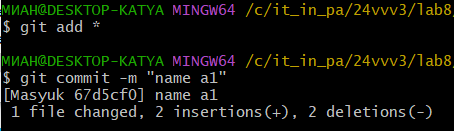 МИАН@DESKTOP-KATYA MINGW64 /c/it_in_pa/24vvv3/lab8,
$ git add *
МИАН@DESKTOP-KATYA MINGW64 /c/it_in_pa/24vvv3/lab8,
$ git commit -m "name a1"
[Masyuk 67d5cf0] name a1
1 file changed, 2 insertions(+), 2 deletions(-)